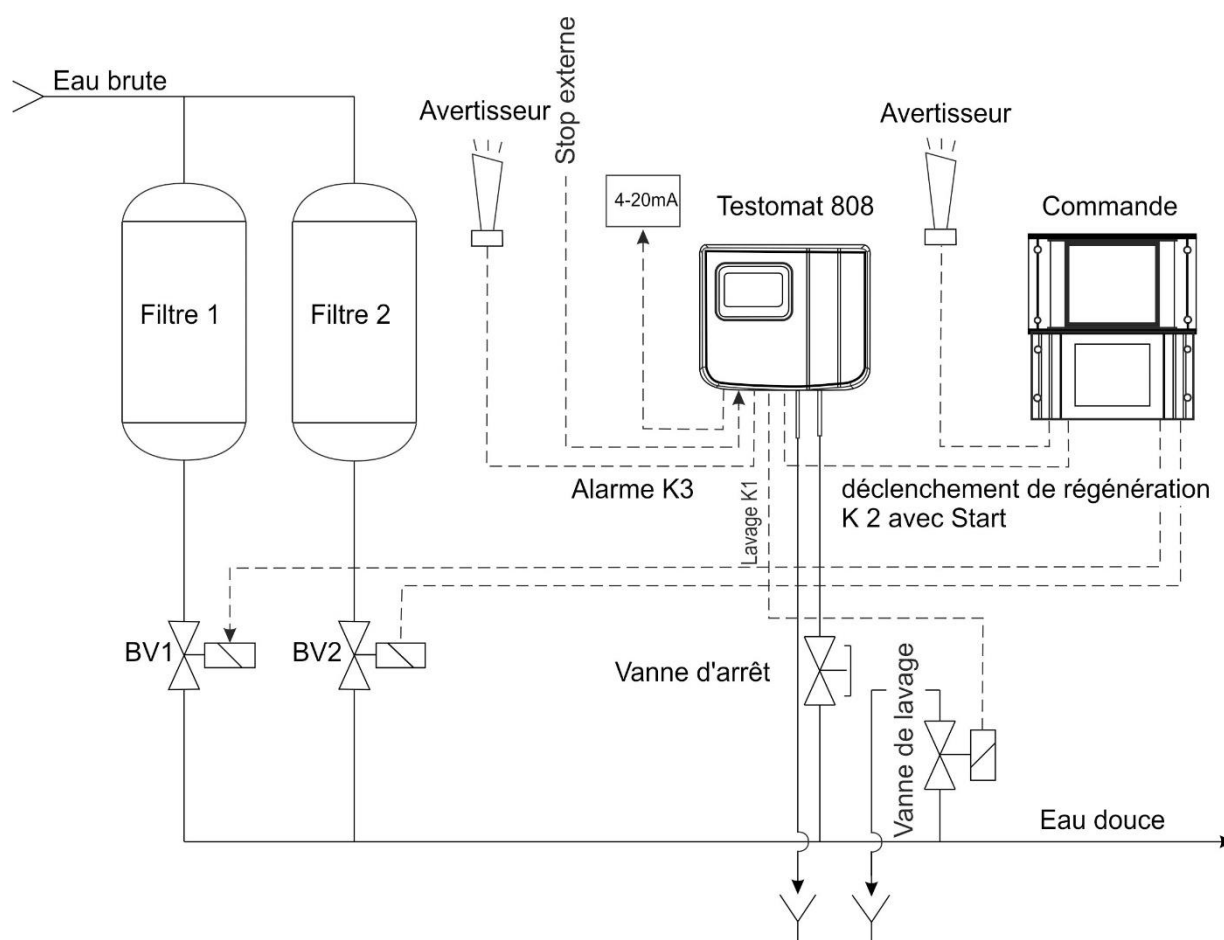 Eau brute
Avertisseur
Stop externe
4-20mA
Testomat 808
Avertisseur
Commande
Filtre 1
Filtre 2
Alarme K3
Lavage K1
déclenchement de régénération
K 2 avec Start
BV1
BV2
Vanne d'arrêt
Vanne de lavage
Eau douce